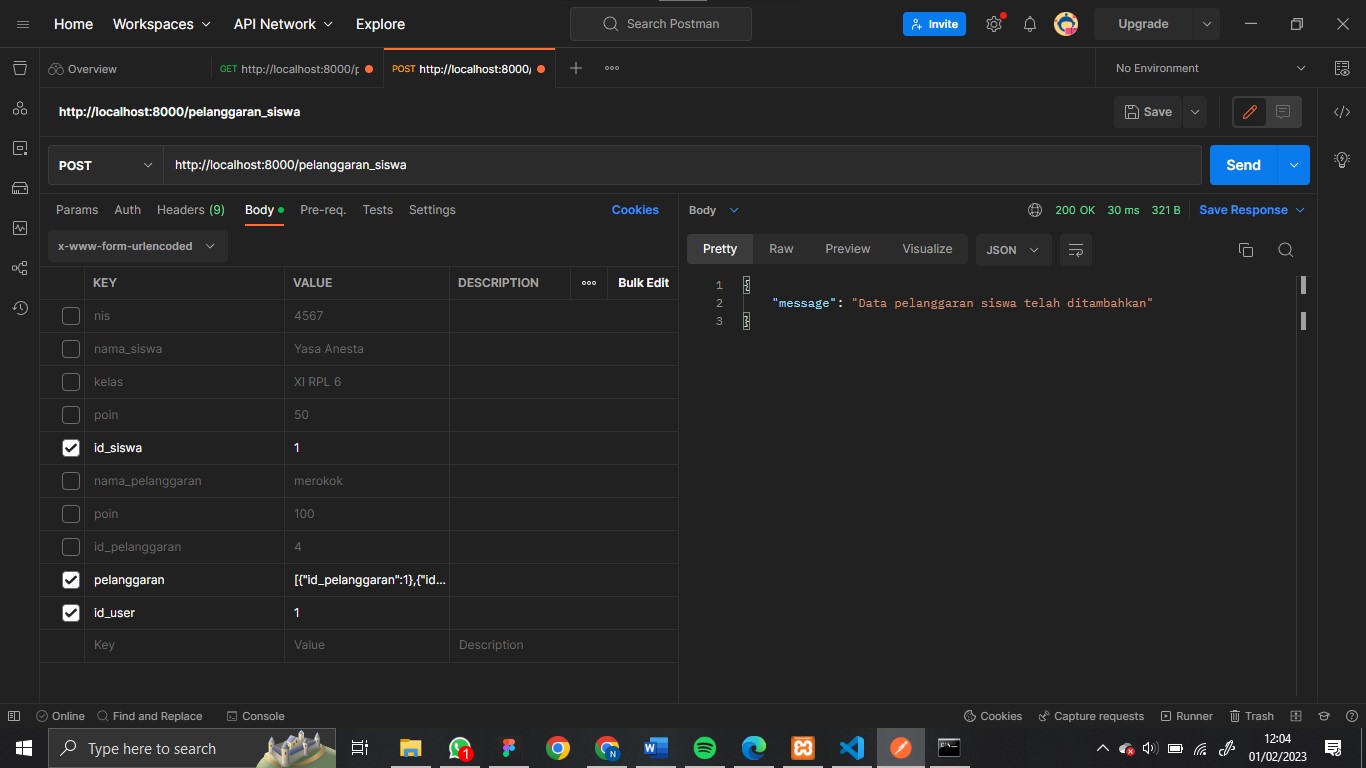 Home Workspaces API Network Explore Search Postman Invite Upgrade
Overview GET http://localhost:8000/p POST http://localhost:8000/ No Environment
http://localhost:8000/pelanggaran_siswa Save
POST http://localhost:8000/pelanggaran_siswa Send
Params Auth Headers (9) Body Pre-req. Tests Settings Cookies
Body 200 OK 30 ms 321 B Save Response
x-www-form-urlencoded
Pretty Raw Preview Visualize JSON
KEY VALUE DESCRIPTION Bulk Edit
nis 4567
nama_siswa Yasa Anesta
kelas XI RPL 6
poin 50
id_siswa 1
nama_pelanggaran merokok
poin 100
id_pelanggaran 4
pelanggaran [{"id_pelanggaran":1},{"id...
id_user 1
Key Value Description
1 {
2 "message": "Data pelanggaran siswa telah ditambahkan"
3 }
Online Find and Replace Console Cookies Capture requests Runner Trash
Type here to search
1
N
W
12:04
01/02/2023